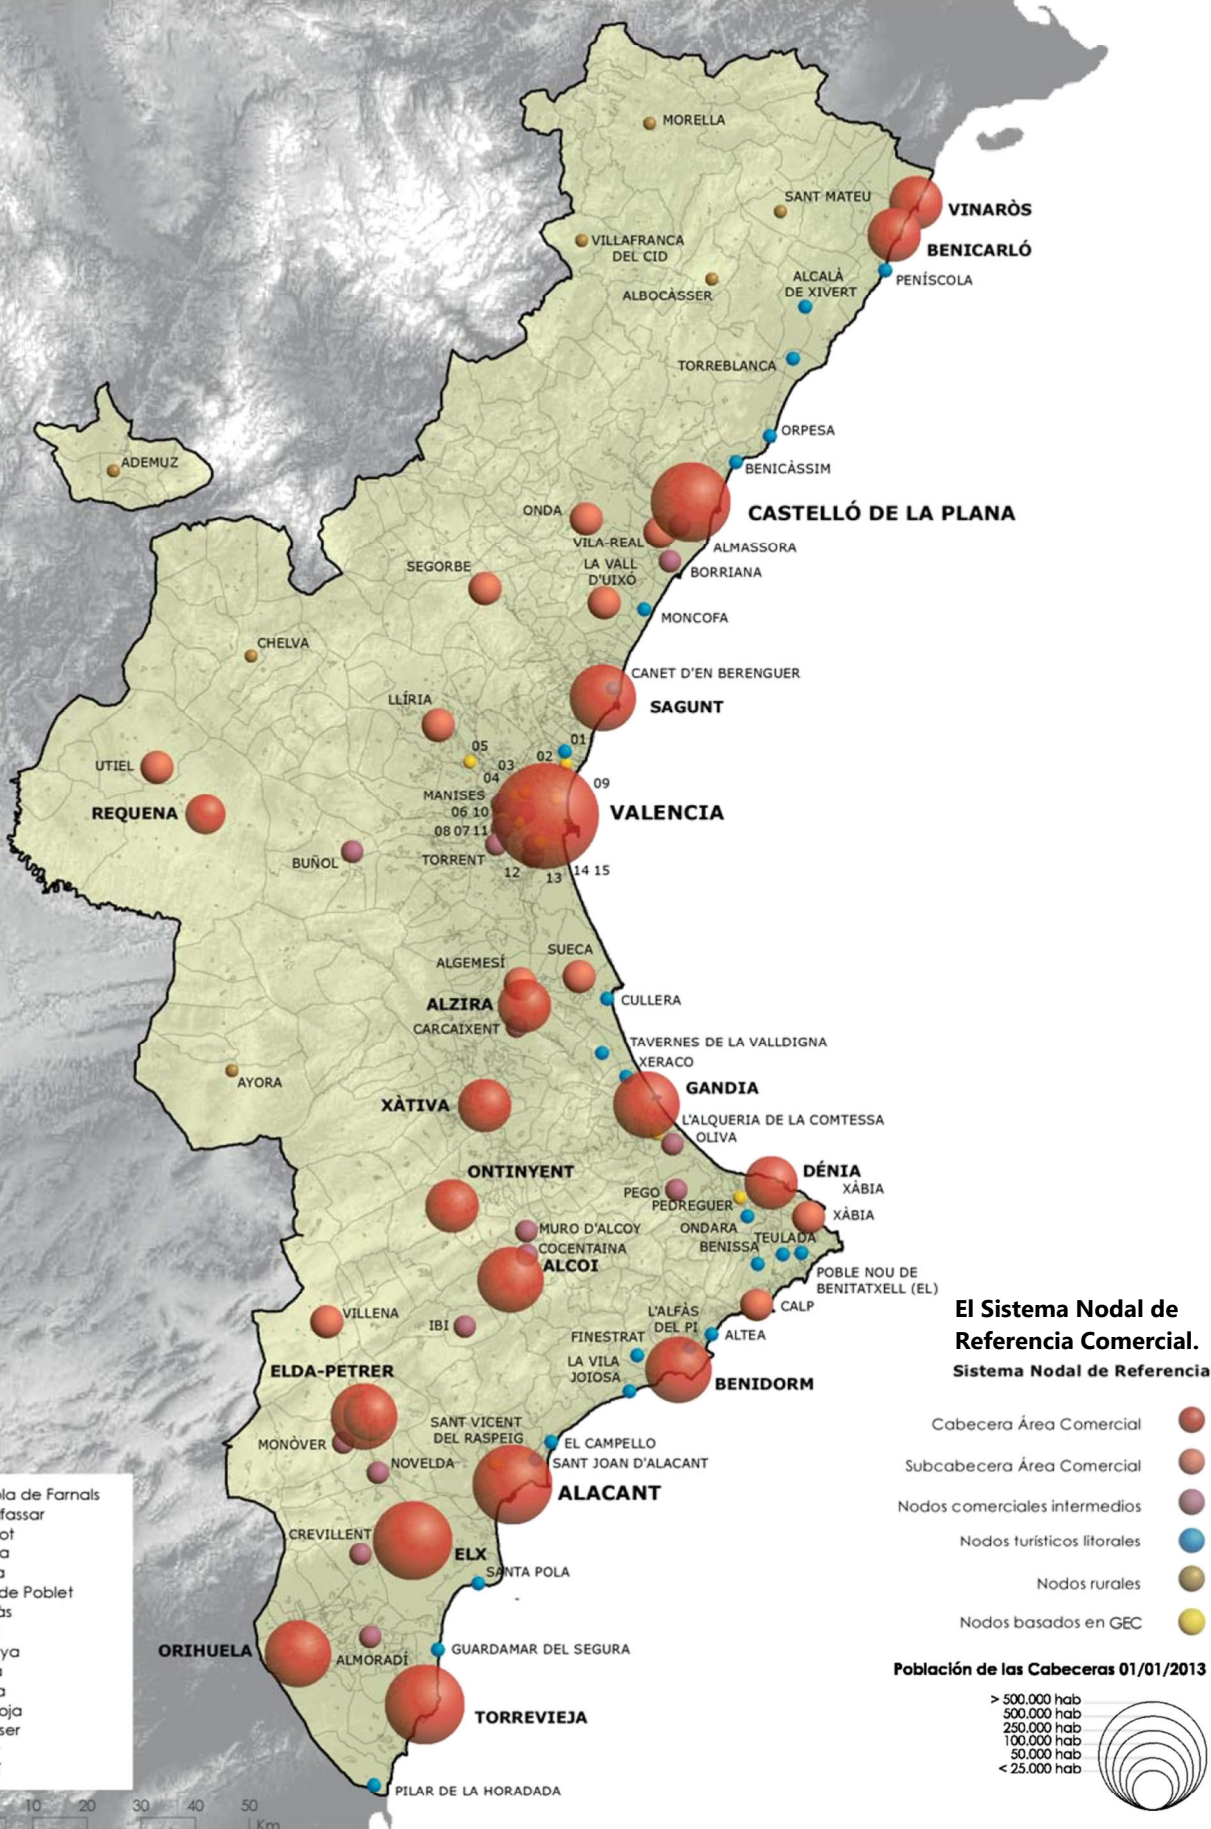 MORELLA
SANT MATEU
VINARÒS
VILLAFRANCA
DEL CID
BENICARLÓ
ALCALÀ
DE XIVERT
PENÍSCOLA
ALBOCÀSSER
TORREBLANCA
ORPESA
ADEMUZ
BENICÀSSIM
ONDA
CASTELLÓ DE LA PLANA
VILA-REAL
ALMASSORA
SEGORBE
LA VALL
D'UIXÓ
BORRIANA
MONCOFA
CHELVA
CANET D'EN BERENGUER
LLÍRIA
SAGUNT
05
01
02
UTIEL
03
04
09
MANISES
REQUENA
06 10
VALENCIA
08 07 11
BUÑOL
TORRENT
12
13
14 15
SUECA
ALGEMESÍ
ALZIRA
CULLERA
CARCAIXENT
TAVERNES DE LA VALLDIGNA
XERACO
AYORA
GANDIA
XÀTIVA
L'ALQUERIA DE LA COMTESSA
OLIVA
ONTINYENT
DÉNIA
XÀBIA
PEGO
PEDREGUER
XÀBIA
MURO D'ALCOY
ONDARA
TEULADA
COCENTAINA
BENISSA
ALCOI
POBLE NOU DE
BENITATXELL (EL)
VILLENA
IBI
L'ALFÀS
DEL PI
CALP
FINESTRAT
ALTEA
LA VILA
JOIOSA
ELDA-PETRER
BENIDORM
SANT VICENT
DEL RASPEIG
MONÒVER
EL CAMPELLO
NOVELDA
SANT JOAN D'ALACANT
ALACANT
CREVILLENT
ELX
SANTA POLA
ORIHUELA
ALMORADÍ
GUARDAMAR DEL SEGURA
TORREVIEJA
PILAR DE LA HORADADA
El Sistema Nodal de
Referencia Comercial.
Sistema Nodal de Referencia
Cabecera Área Comercial
Subcabecera Área Comercial
Nodos comerciales intermedios
Nodos turísticos litorales
Nodos rurales
Nodos basados en GEC
Población de las Cabeceras 01/01/2013
> 500.000 hab
500.000 hab
250.000 hab
100.000 hab
50.000 hab
< 25.000 hab
la de Farnals
fassar
ot
a
a
de Poblet
às
ya
a
a
oja
ser
10 20 30 40 50
Km